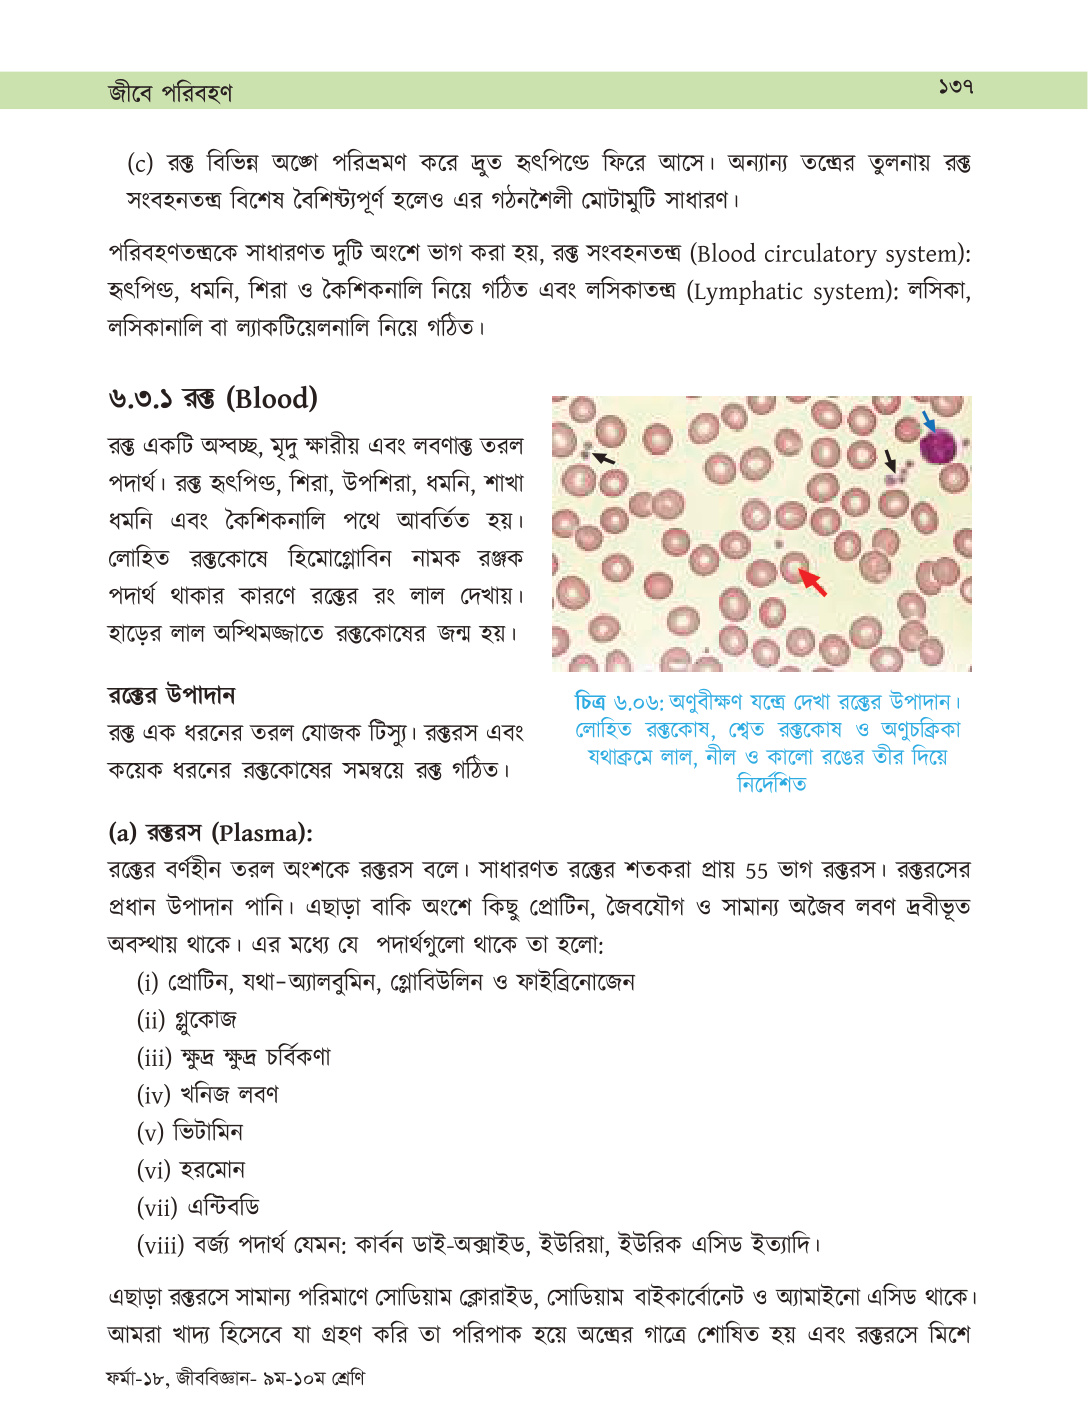 জীবে পরিবহণ
১৩৭
(c) রক্ত বিভিন্ন অঙ্গে পরিভ্রমণ করে দ্রুত হৃৎপিণ্ডে ফিরে আসে। অন্যান্য তন্ত্রের তুলনায় রক্ত
সংবহনতন্ত্র বিশেষ বৈশিষ্ট্যপূর্ণ হলেও এর গঠনশৈলী মোটামুটি সাধারণ।
পরিবহণতন্ত্রকে সাধারণত দুটি অংশে ভাগ করা হয়, রক্ত সংবহনতন্ত্র (Blood circulatory system):
হৃৎপিণ্ড, ধমনি, শিরা ও কৈশিকনালি নিয়ে গঠিত এবং লসিকাতন্ত্র (Lymphatic system): লসিকা,
লসিকানালি বা ল্যাকটিয়েলনালি নিয়ে গঠিত।
৬.৩.১ রক্ত (Blood)
রক্ত একটি অস্বচ্ছ, মৃদু ক্ষারীয় এবং লবণাক্ত তরল
পদার্থ। রক্ত হৃৎপিণ্ড, শিরা, উপশিরা, ধমনি, শাখা
ধমনি এবং কৈশিকনালি পথে আবর্তিত হয়।
লোহিত রক্তকোষে হিমোগ্লোবিন নামক রঞ্জক
পদার্থ থাকার কারণে রক্তের রং লাল দেখায়।
হাড়ের লাল অস্থিমজ্জাতে রক্তকোষের জন্ম হয়।
রক্তের উপাদান
রক্ত এক ধরনের তরল যোজক টিস্যু। রক্তরস এবং
কয়েক ধরনের রক্তকোষের সমন্বয়ে রক্ত গঠিত।
চিত্র ৬.০৬: অণুবীক্ষণ যন্ত্রে দেখা রক্তের উপাদান।
লোহিত রক্তকোষ, শ্বেত রক্তকোষ ও অণুচক্রিকা
যথাক্রমে লাল, নীল ও কালো রঙের তীর দিয়ে
নির্দেশিত
(a) রক্তরস (Plasma):
রক্তের বর্ণহীন তরল অংশকে রক্তরস বলে। সাধারণত রক্তের শতকরা প্রায় 55 ভাগ রক্তরস। রক্তরসের
প্রধান উপাদান পানি। এছাড়া বাকি অংশে কিছু প্রোটিন, জৈবযৌগ ও সামান্য অজৈব লবণ দ্রবীভূত
অবস্থায় থাকে। এর মধ্যে যে পদার্থগুলো থাকে তা হলো:
(i) প্রোটিন, যথা–অ্যালবুমিন, গ্লোবিউলিন ও ফাইব্রিনোজেন
(ii) গ্লুকোজ
(iii) ক্ষুদ্র ক্ষুদ্র চর্বিকণা
(iv) খনিজ লবণ
(v) ভিটামিন
(vi) হরমোন
(vii) এন্টিবডি
(viii) বর্জ্য পদার্থ যেমন: কার্বন ডাই-অক্সাইড, ইউরিয়া, ইউরিক এসিড ইত্যাদি।
এছাড়া রক্তরসে সামান্য পরিমাণে সোডিয়াম ক্লোরাইড, সোডিয়াম বাইকার্বোনেট ও অ্যামাইনো এসিড থাকে।
আমরা খাদ্য হিসেবে যা গ্রহণ করি তা পরিপাক হয়ে অন্ত্রের গাত্রে শোষিত হয় এবং রক্তরসে মিশে
ফর্মা-১৮, জীববিজ্ঞান- ৯ম-১০ম শ্রেণি